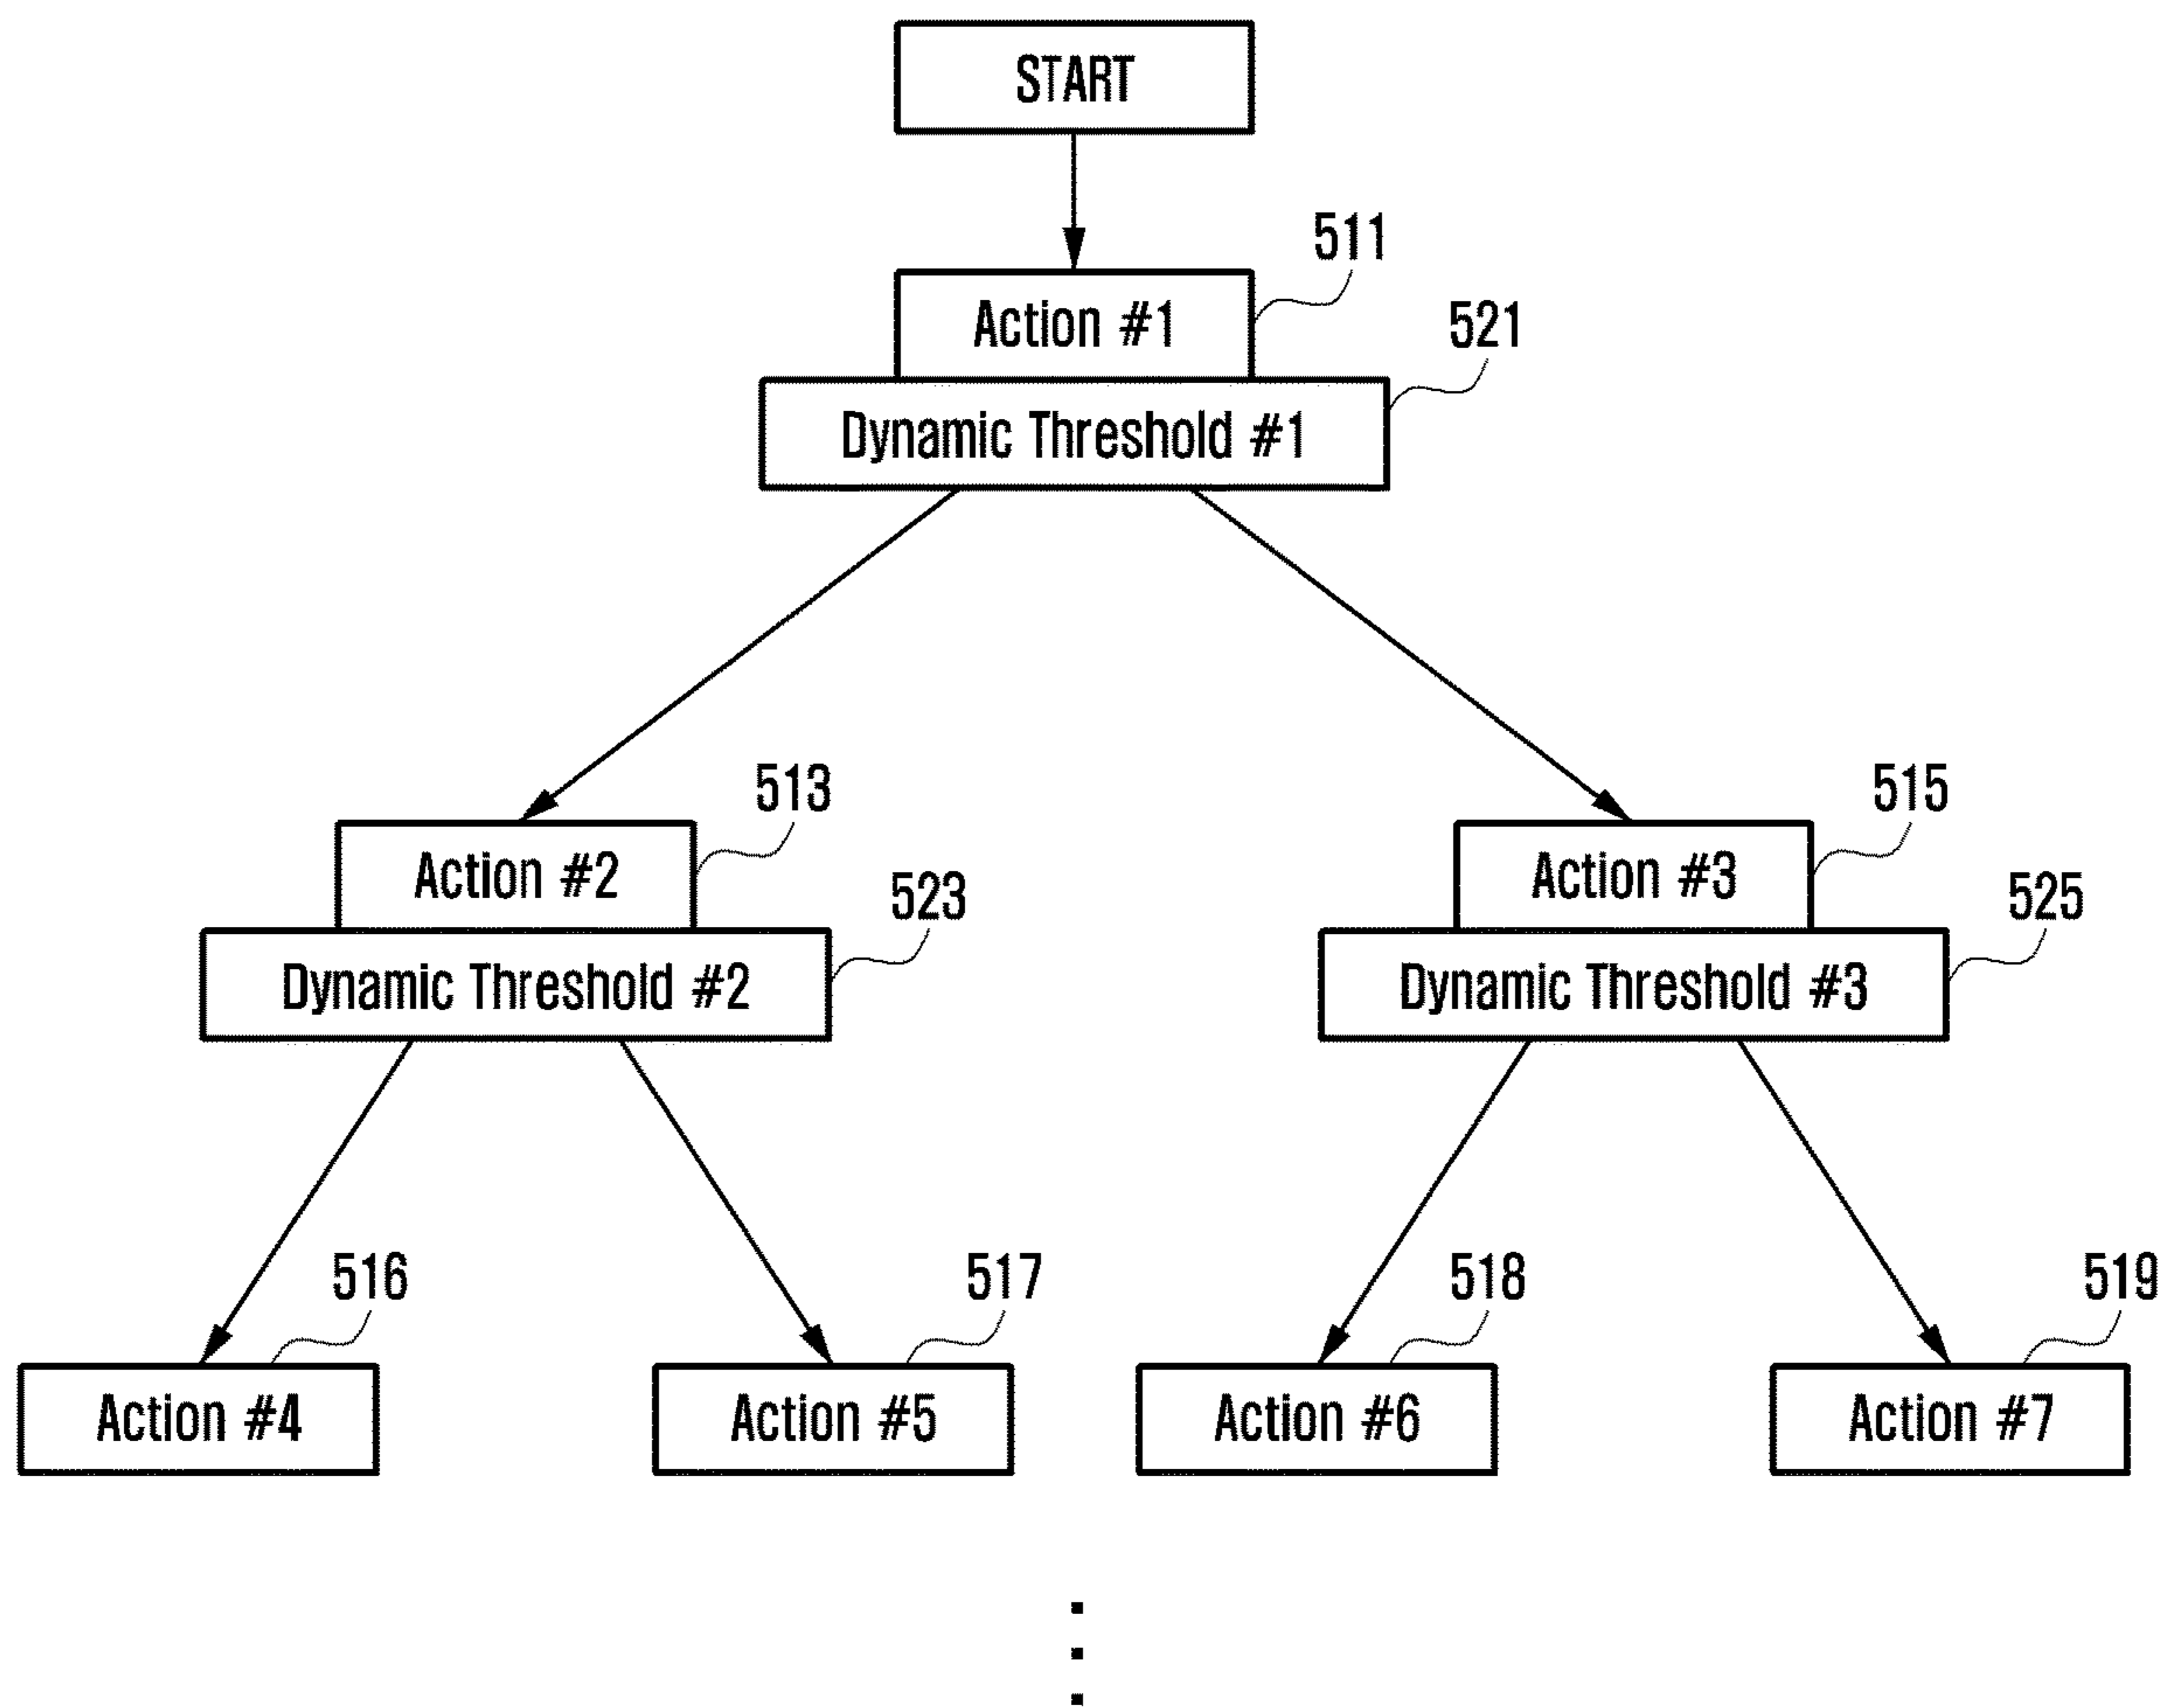 START
511
Action #1
521
Dynamic Threshold #1
513
515
Action #2
Action #3
523
525
Dynamic Threshold #2
Dynamic Threshold #3
516
517
518
519
Action #4
Action #5
Action #6
Action #7